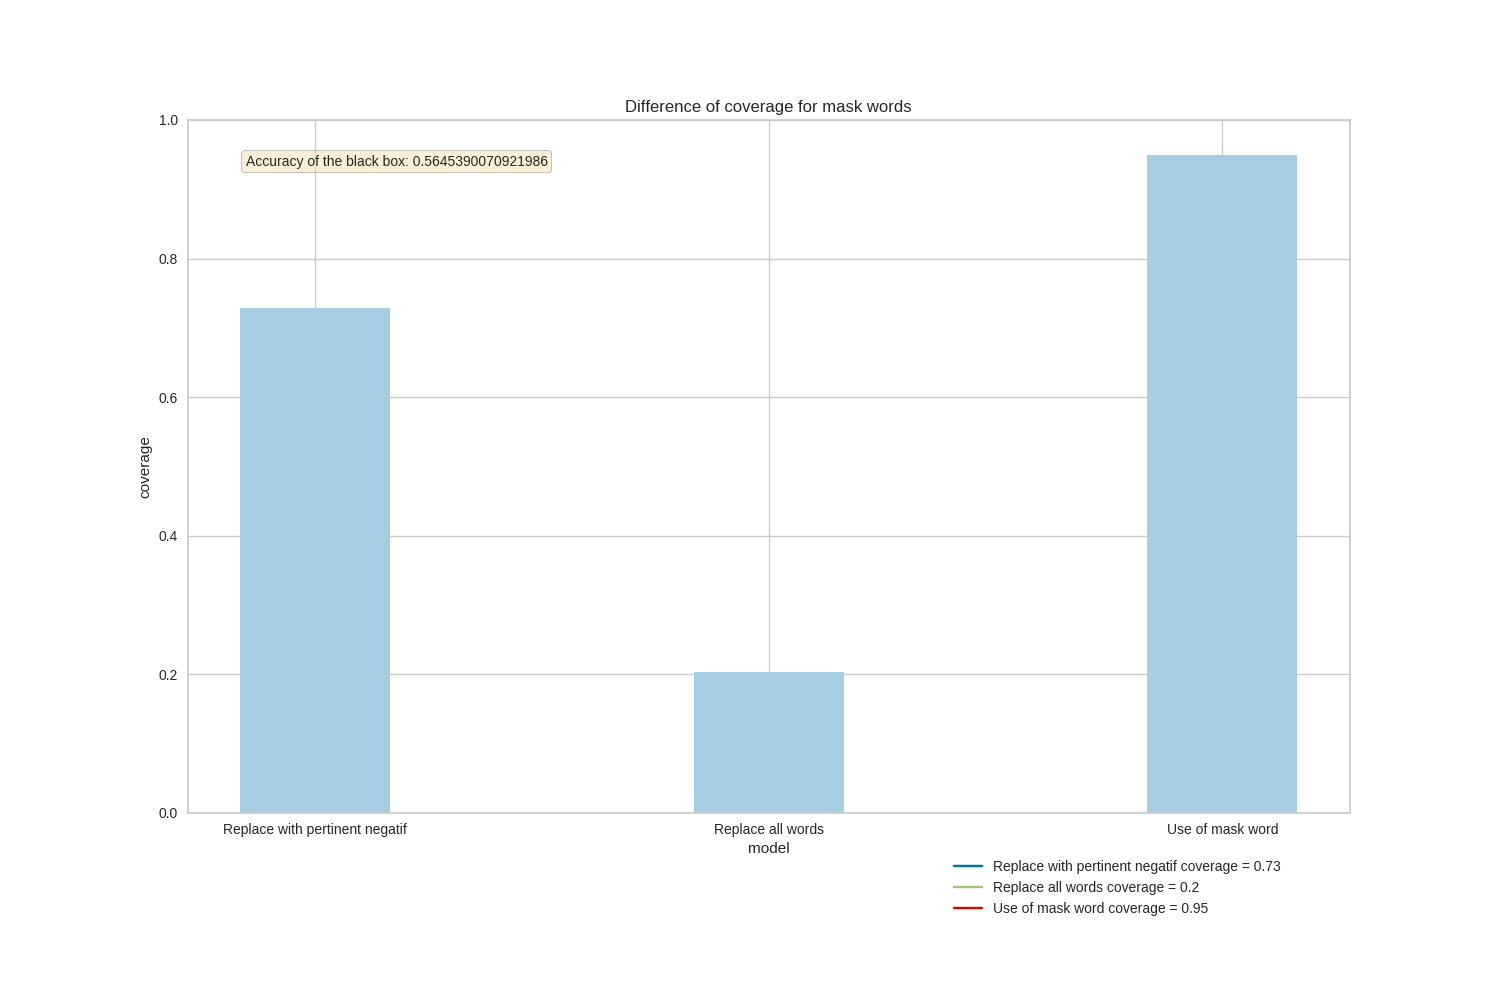 Difference of coverage for mask words
1.0
Accuracy of the black box: 0.5645390070921986
0.8
0.6
coverage
0.4
0.2
0.0
Replace with pertinent negatif
Replace all words
Use of mask word
model
Replace with pertinent negatif coverage = 0.73
Replace all words coverage = 0.2
Use of mask word coverage = 0.95